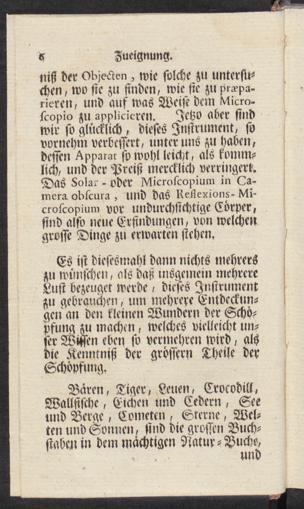 6 Zueignung.
niß der Objecten, wie solche zu untersu-
chen, wo sie zu finden, wie sie zu præpa-
rieren, und auf was Weise dem Micro-
scopio zu applicieren. Jetzo aber sind
wir so glücklich, dieses Instrument, so
vornehm verbessert, unter uns zu haben,
dessen Apparat so wohl leicht, als komm-
lich, und der Preiß mercklich verringert.
Das Solar- oder Microscopium in Ca-
mera obscura, und das Reflexions-Mi-
croscopium vor undurchsichtige Cörper,
sind also neue Erfindungen, von welchen
grosse Dinge zu erwarten stehen.
Es ist diesesmahl dann nichts mehrers
zu wünschen, als daß insgemein mehrere
Lust bezeuget werde, dieses Instrument
zu gebrauchen, um mehrere Entdeckun-
gen an den kleinen Wundern der Schö-
pfung zu machen, welches vielleicht un-
ser Wissen eben so vermehren wird, als
die Kenntniß der grössern Theile der
Schöpfung.
Bären, Tiger, Leuen, Crocodill,
Wallfische, Eichen und Cedern, See
und Berge, Cometen, Sterne, Wel-
ten und Sonnen, sind die grossen Buch-
staben in dem mächtigen Natur-Buchs,
und